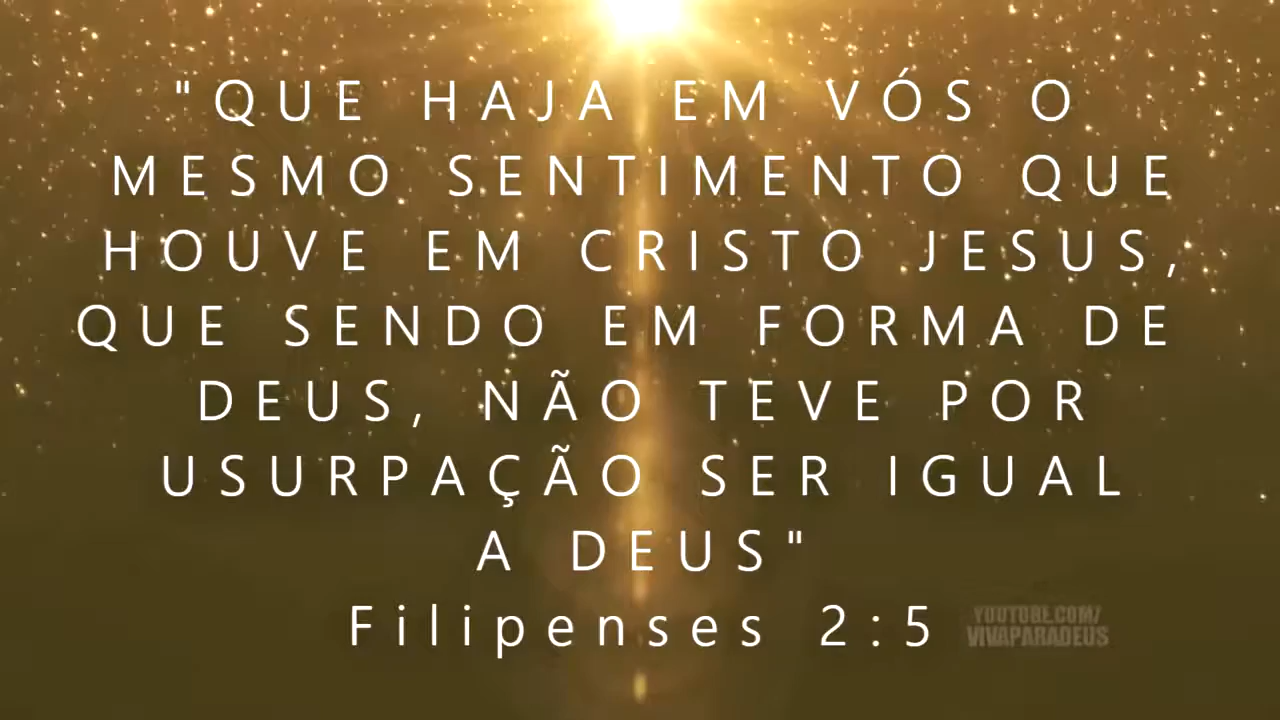 "QUE HAJA EM VÓS O
MESMO SENTIMENTO QUE
HOUVE EM CRISTO JESUS,
QUE SENDO EM FORMA DE
DEUS, NÃO TEVE POR
USURPAÇÃO SER IGUAL
A DEUS"
Filipenses 2:5
YOUTUBE.COM/
VIVAPARADEUS